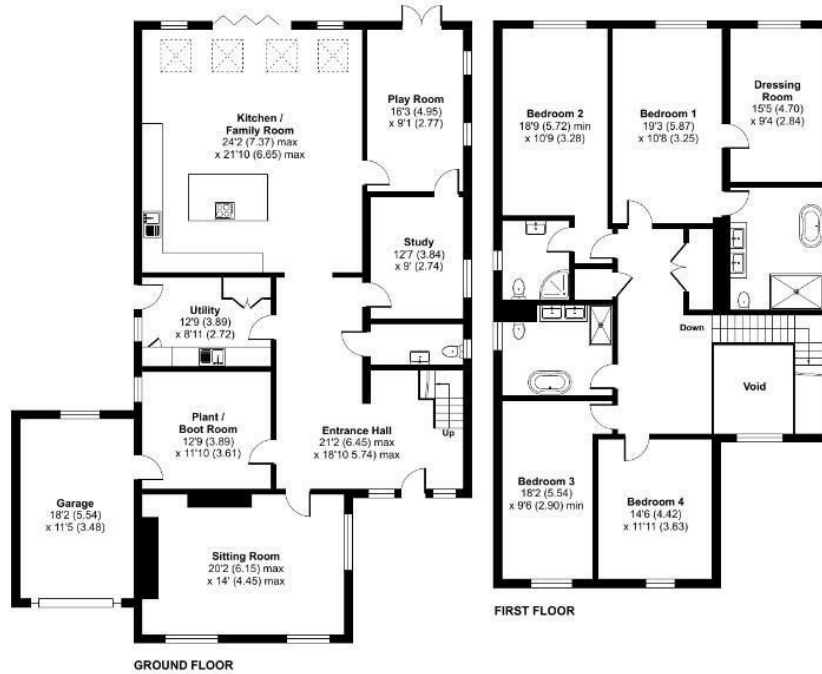 Kitchen /
Family Room
24'2 (7.37) max
x 21'10 (6.65) max
Play Room
16'3 (4.95)
x 9'1 (2.77)
Study
12'7 (3.84)
x 9' (2.74)
Utility
12'9 (3.89)
x 8'11 (2.72)
Plant /
Boot Room
12'9 (3.89)
x 11'10 (3.61)
Entrance Hall
21'2 (6.45) max
x 18'10 5.74) max
Up
Garage
18'2 (5.54)
x 11'5 (3.48)
Sitting Room
20'2 (6.15) max
x 14' (4.45) max
GROUND FLOOR
Bedroom 2
18'9 (5.72) min
x 10'9 (3.28)
Bedroom 1
19'3 (5.87)
x 10'8 (3.25)
Dressing
Room
15'5 (4.70)
x 9'4 (2.84)
Down
Void
Bedroom 3
18'2 (5.54)
x 9'6 (2.90) min
Bedroom 4
14'6 (4.42)
x 11'11 (3.63)
FIRST FLOOR